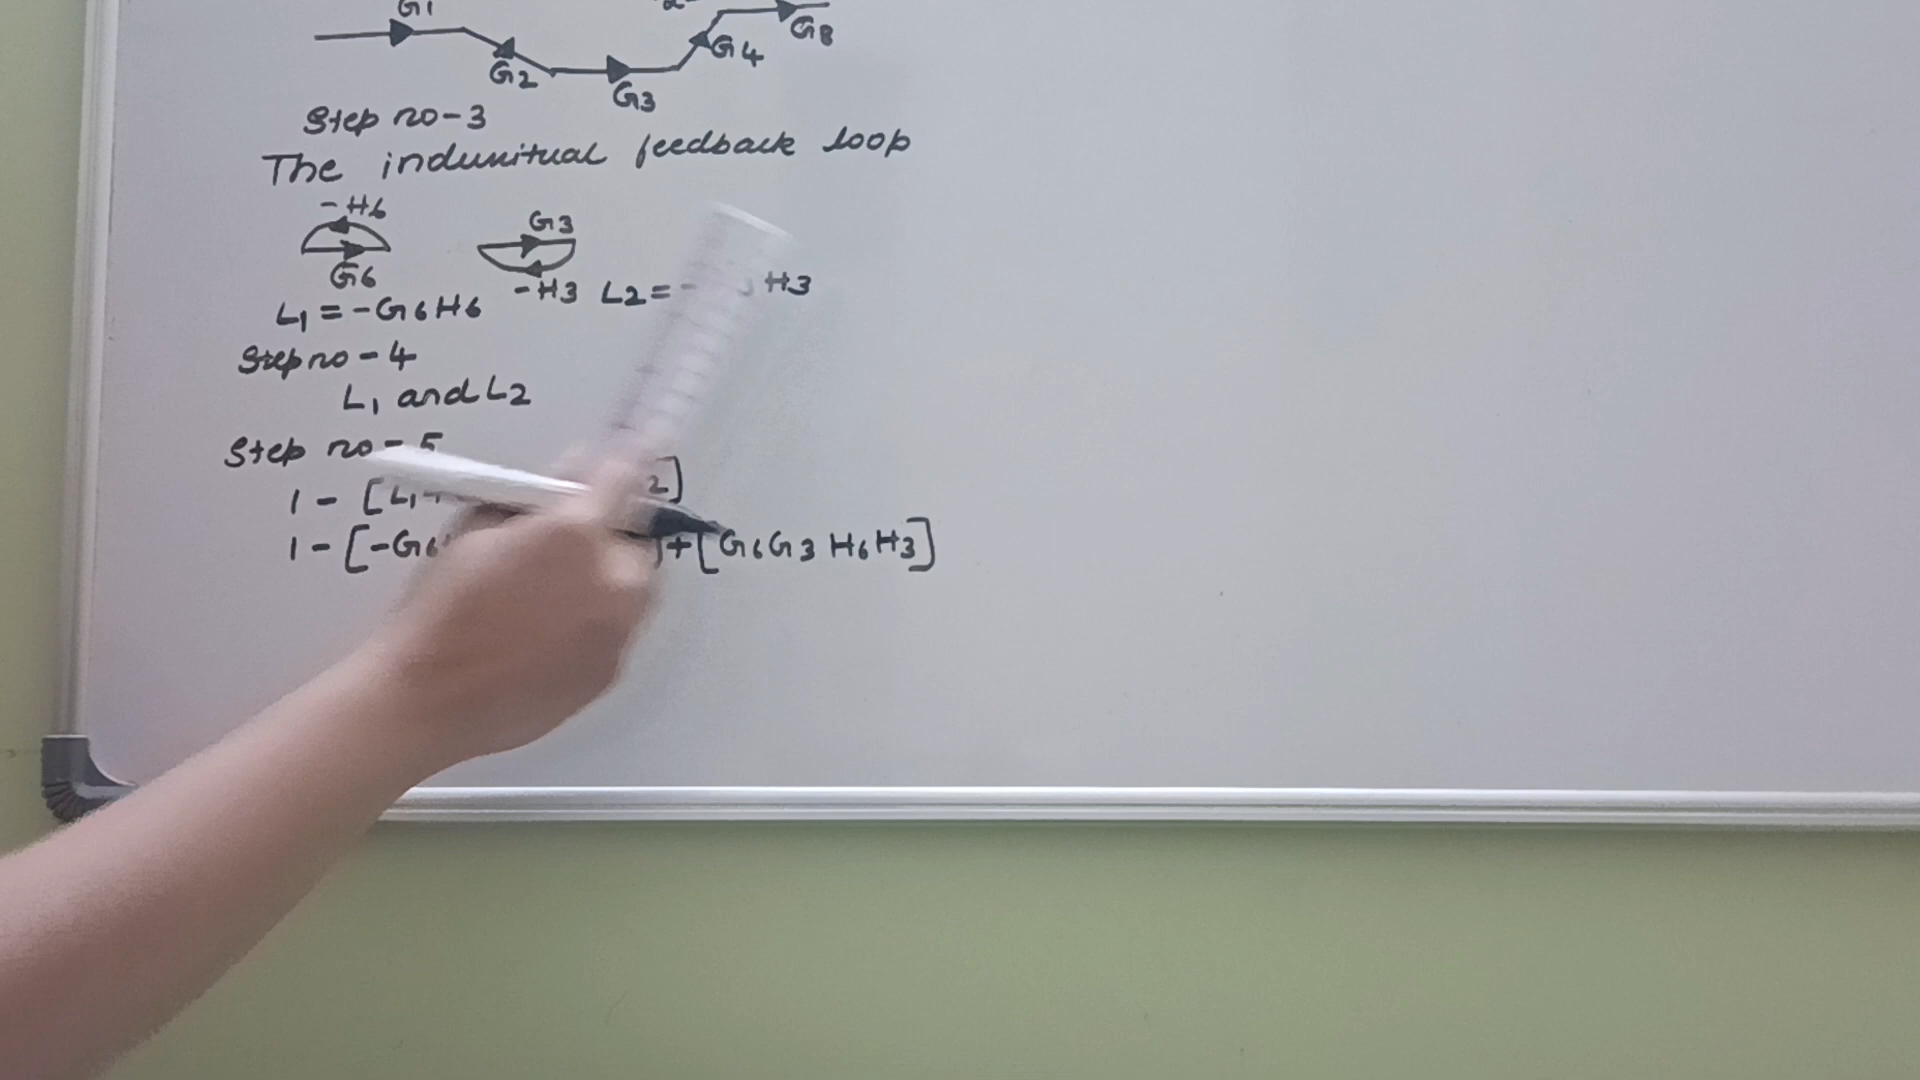 G1
G8
G4
G2
G3
Step no-3
The indunitual feedback loop
-H6
G3
G6
-H3 L2=- H3
L1=-G6H6
Step no-4
L1 and L2
Step no-5
1-[L1 2]
1-[-G6 ]+[G6G3H6H3]